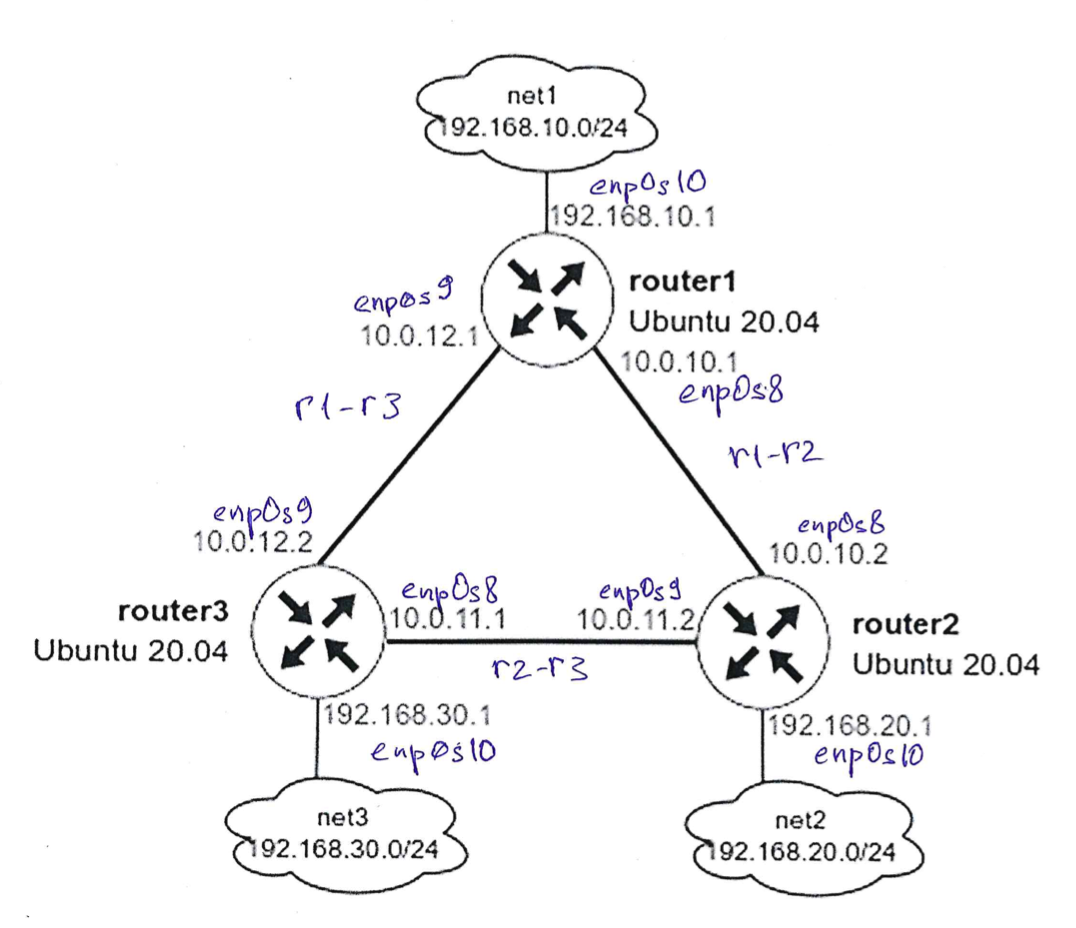 net1
192.168.10.0/24
enp0s10
192.168.10.1
enp0s9
10.0.12.1
router1
Ubuntu 20.04
10.0.10.1
enp0s8
r1-r3
r1-r2
enp0s9
10.0.12.2
enp0s8
10.0.10.2
router3
Ubuntu 20.04
enp0s8
10.0.11.1
enp0s9
10.0.11.2
r2-r3
router2
Ubuntu 20.04
192.168.30.1
enp0s10
192.168.20.1
enp0s10
net3
192.168.30.0/24
net2
192.168.20.0/24